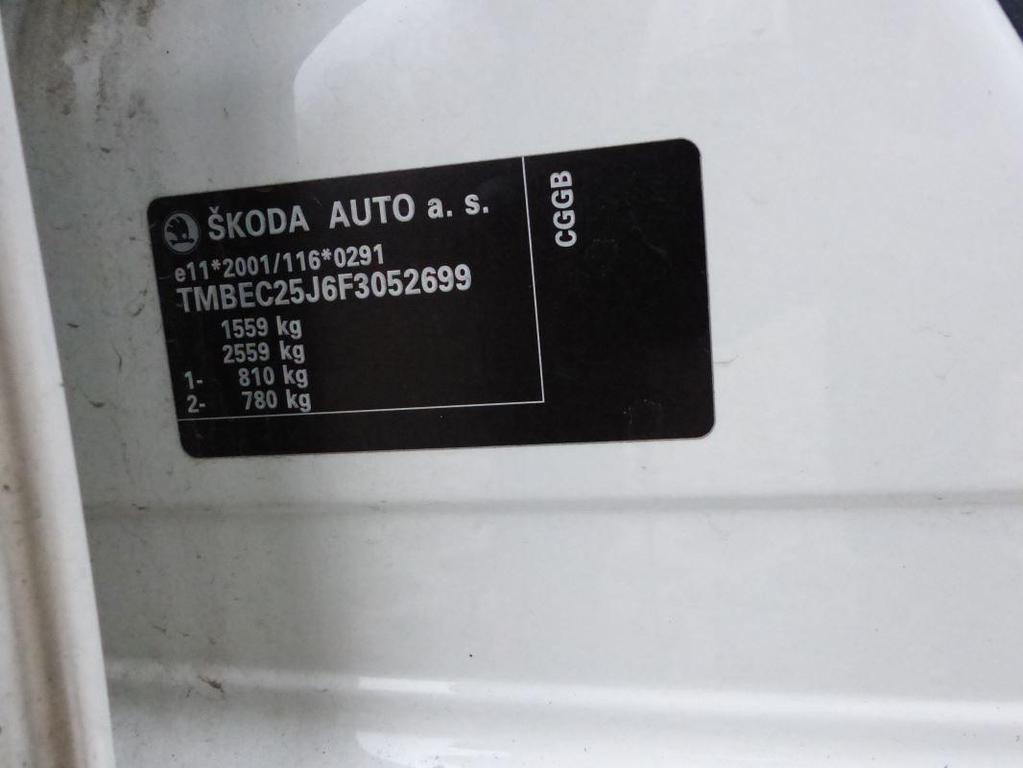 ŠKODA AUTO a. s.
e11*2001/116*0291
TMBEC25J6F3052699
1559 kg
2559 kg
1- 810 kg
2- 780 kg
CGGB